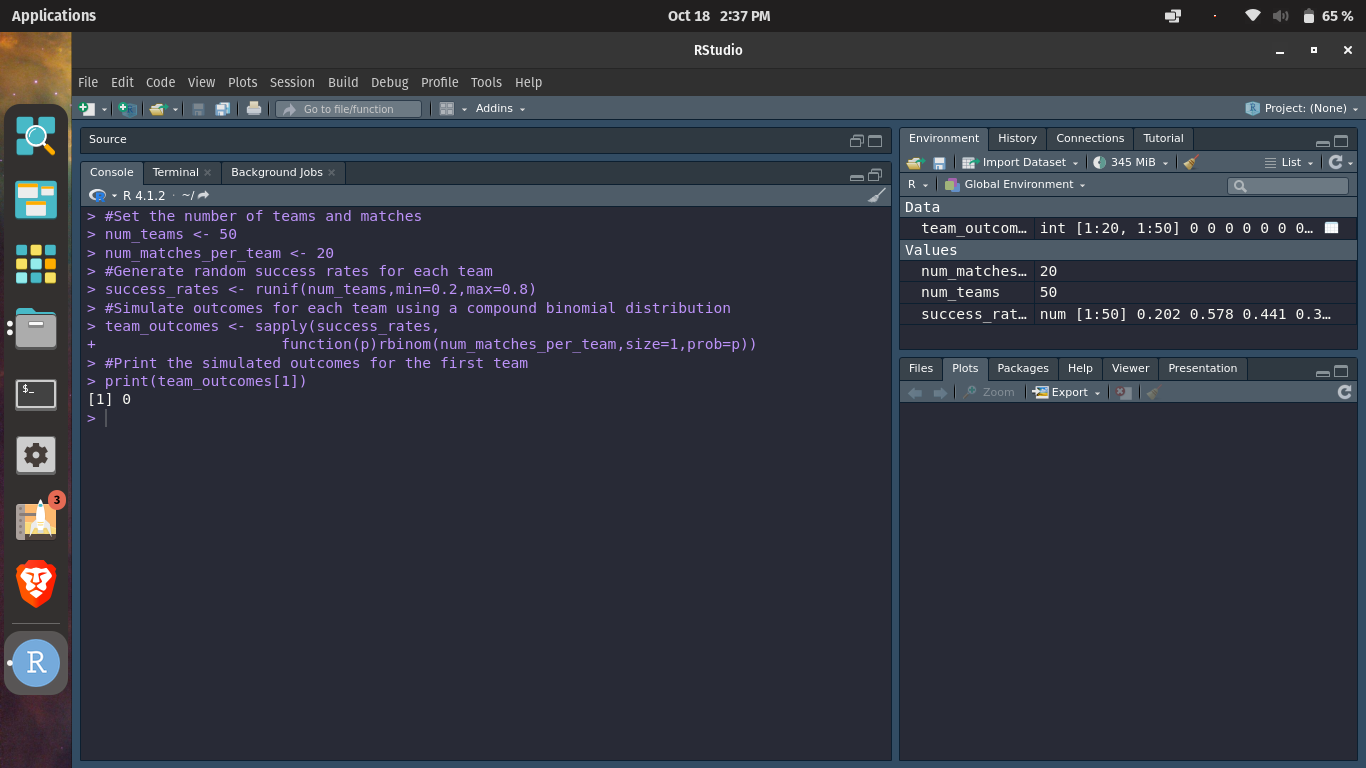 Applications
Oct 18 2:37 PM
65 %
RStudio
File Edit Code View Plots Session Build Debug Profile Tools Help
Go to file/function
Addins
R Project: (None)
Source
Console Terminal Background Jobs
R 4.1.2 · ~/
> #Set the number of teams and matches
> num_teams <- 50
> num_matches_per_team <- 20
> #Generate random success rates for each team
> success_rates <- runif(num_teams,min=0.2,max=0.8)
> #Simulate outcomes for each team using a compound binomial distribution
> team_outcomes <- sapply(success_rates,
+                     function(p)rbinom(num_matches_per_team,size=1,prob=p))
> #Print the simulated outcomes for the first team
> print(team_outcomes[1])
[1] 0
>
Environment History Connections Tutorial
Import Dataset 345 MiB List
R Global Environment
Data
team_outcom… int [1:20, 1:50] 0 0 0 0 0 0 0…
Values
num_matches… 20
num_teams 50
success_rat… num [1:50] 0.202 0.578 0.441 0.3…
Files Plots Packages Help Viewer Presentation
Zoom Export
$_
3
R